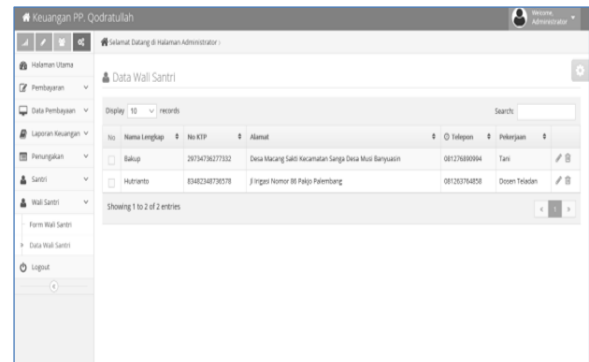 Keuangan PP. Qodratullah
Welcome,
Administrator
Selamat Datang di Halaman Administrator
Halaman Utama
Pembayaran
Data Pembayaan
Laporan Keuangan
Penungakan
Santri
Wali Santri
Form Wali Santri
Data Wali Santri
Logout
Data Wali Santri
Display 10 records
Search:
No Nama Lengkap No KTP Alamat Telepon Pekerjaan
Bakup 29734736277332 Desa Macang Sakti Kecamatan Sanga Desa Musi Banyuasin 081276890994 Tani
Hutrianto 83482348736578 Jl Irigasi Nomor 86 Pakjo Palembang 081263764858 Dosen Teladan
Showing 1 to 2 of 2 entries
1